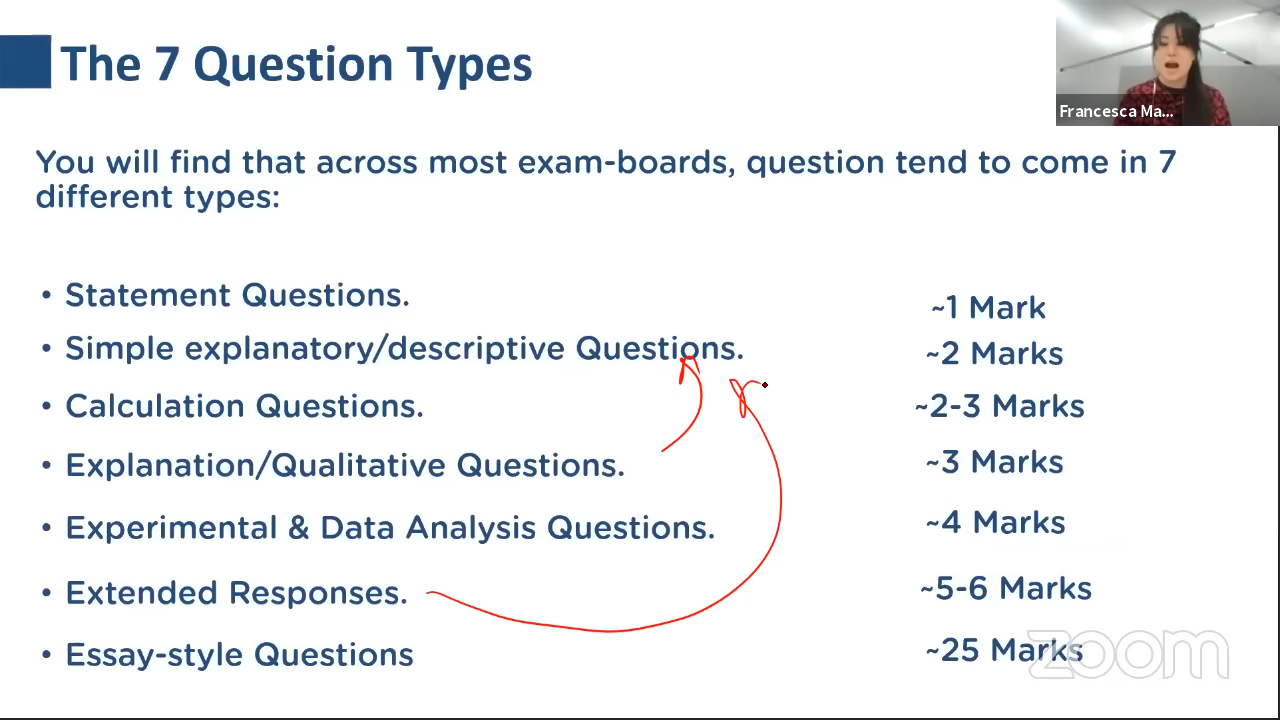 The 7 Question Types
Francesca Ma...
You will find that across most exam-boards, question tend to come in 7
different types:
• Statement Questions.
~1 Mark
• Simple explanatory/descriptive Questions.
~2 Marks
• Calculation Questions.
~2-3 Marks
• Explanation/Qualitative Questions.
~3 Marks
• Experimental & Data Analysis Questions.
~4 Marks
• Extended Responses.
~5-6 Marks
• Essay-style Questions
~25 Marks
zoom